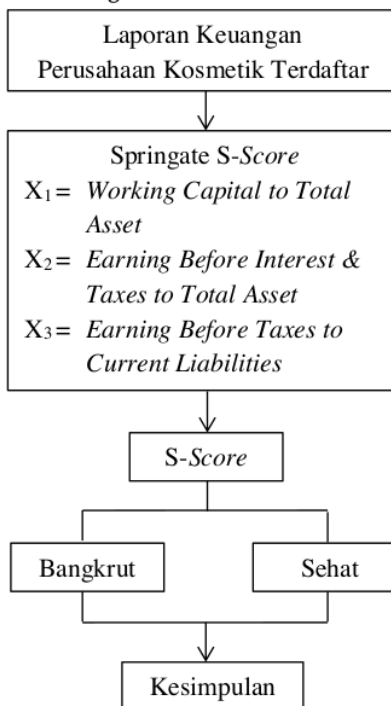 Laporan Keuangan
Perusahaan Kosmetik Terdaftar
Springate S-Score
X₁ = Working Capital to Total
Asset
X₂ = Earning Before Interest &
Taxes to Total Asset
X₃ = Earning Before Taxes to
Current Liabilities
S-Score
Bangkrut
Sehat
Kesimpulan